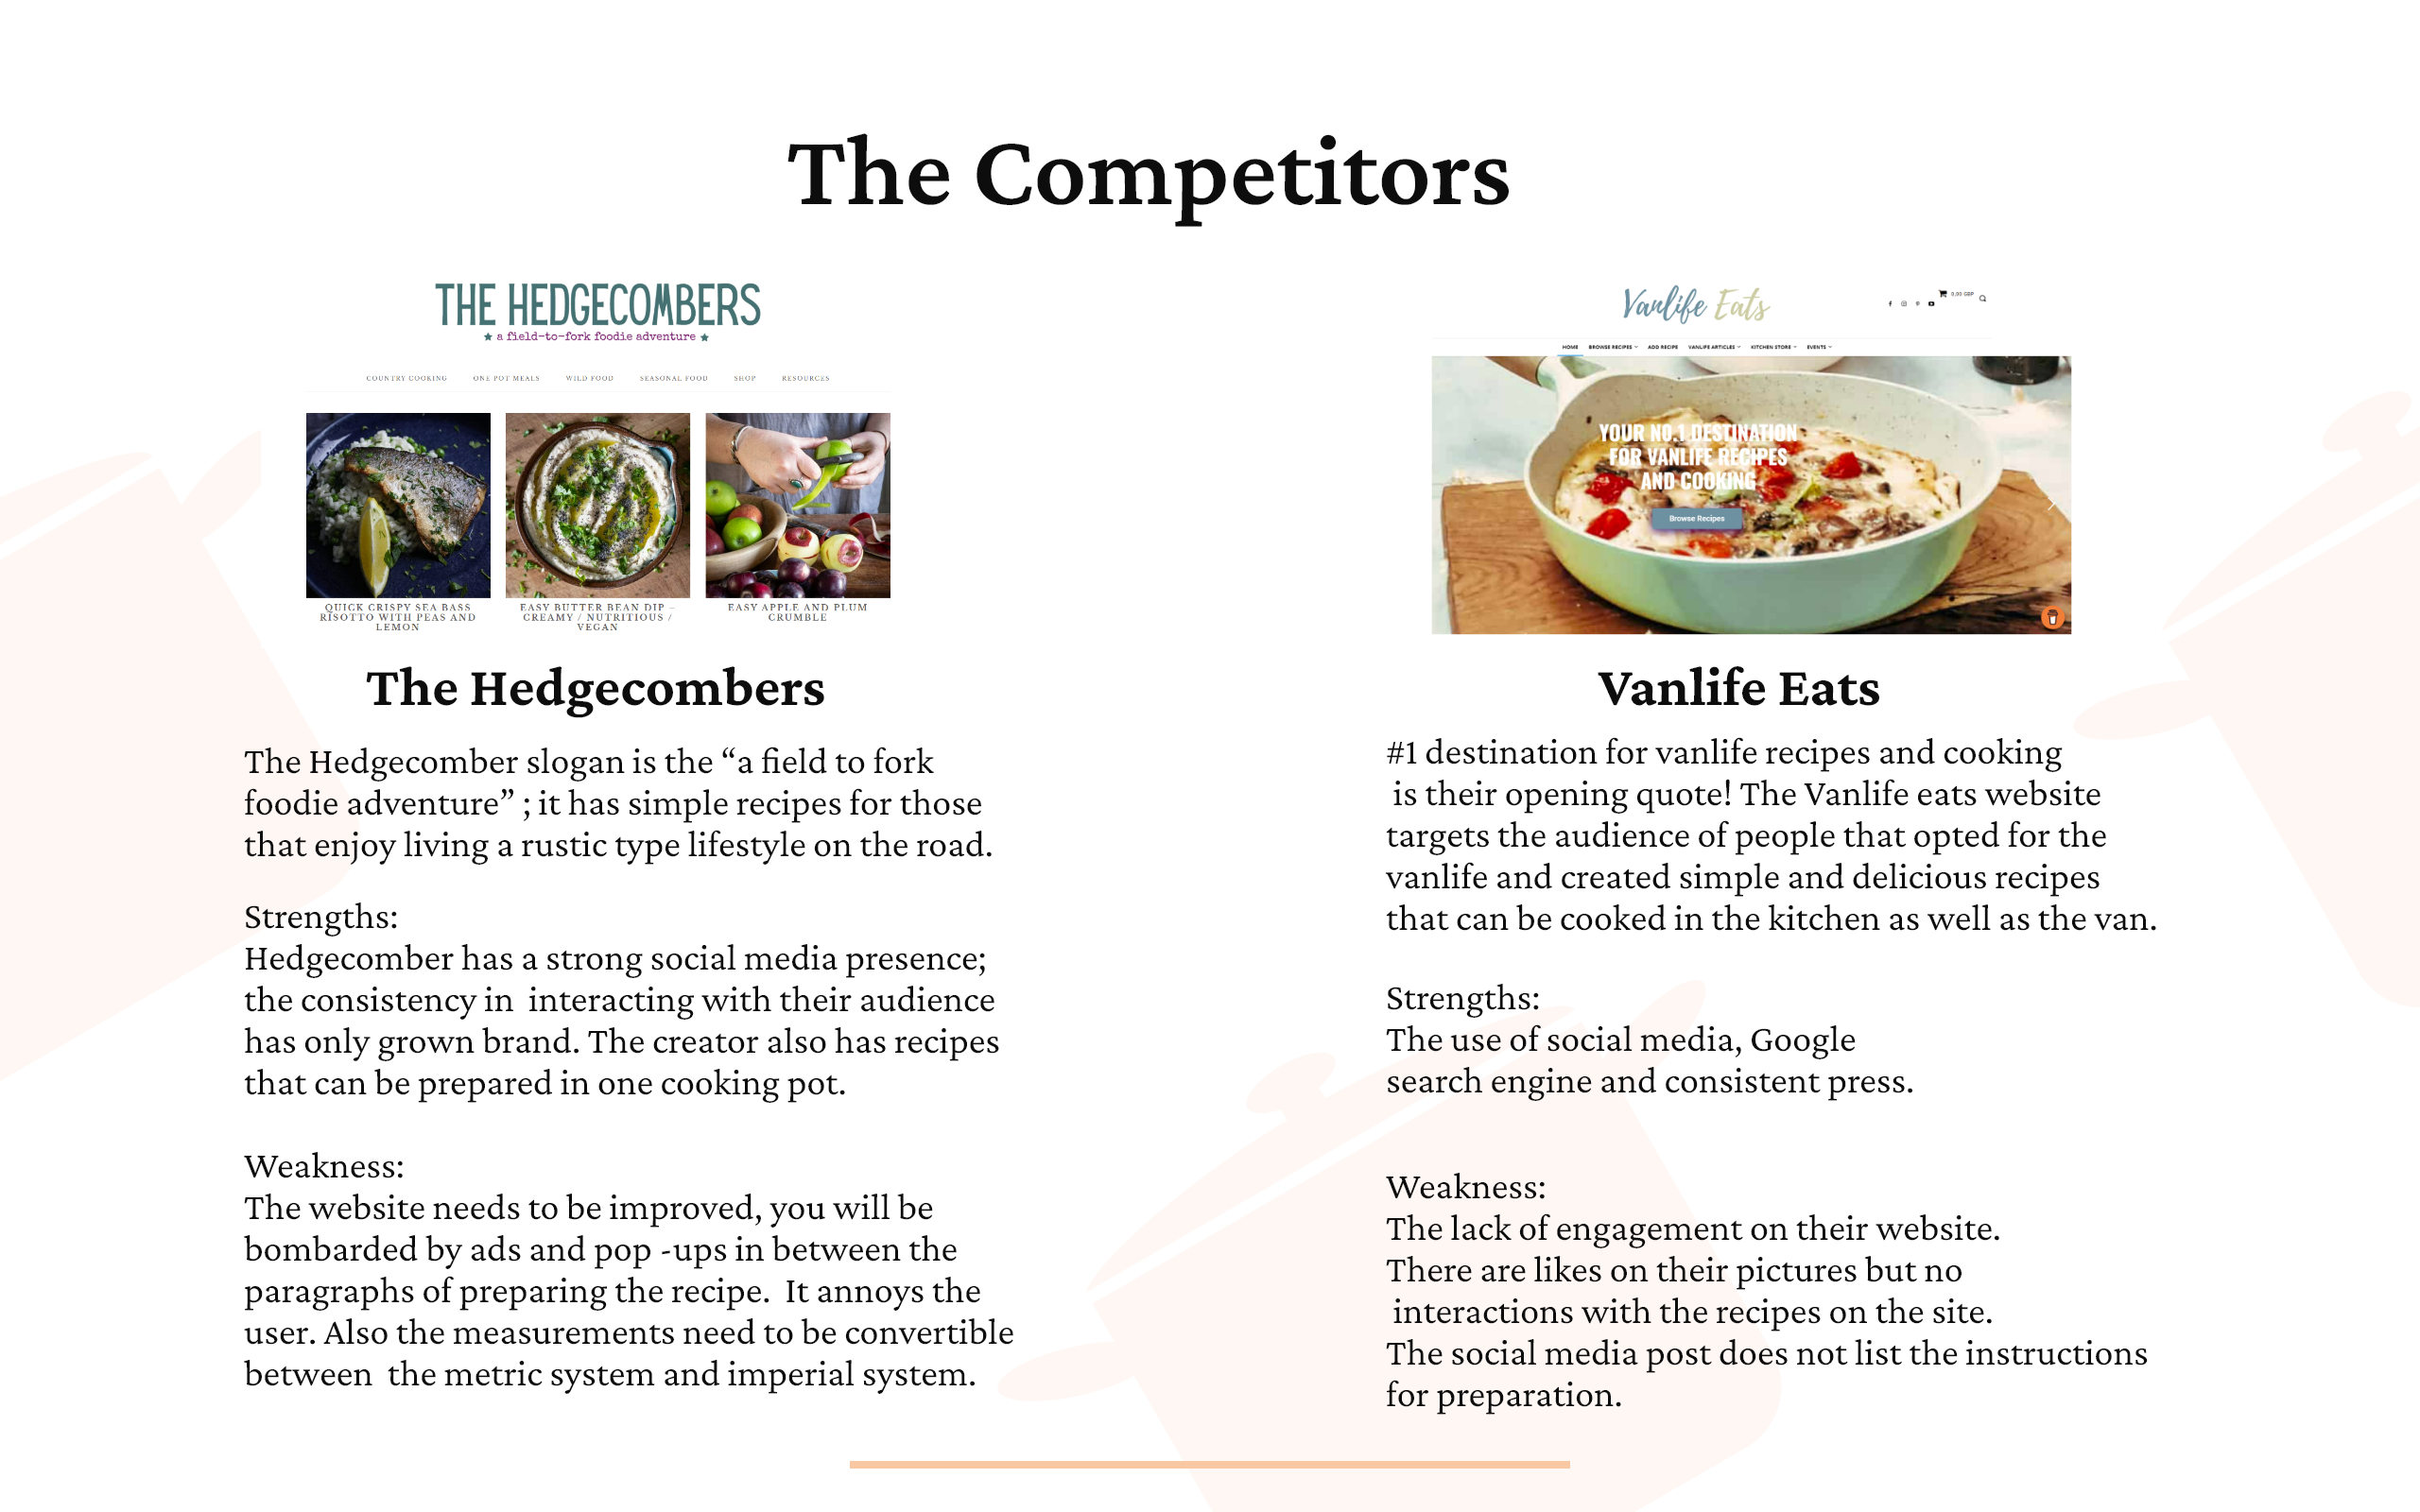 The Competitors
THE HEDGECOMBERS
★ a field-to-fork foodie adventure ★
COUNTRY COOKING ONE POT MEALS WILD FOOD SEASONAL FOOD SHOP RESOURCES
QUICK CRISPY SEA BASS
RISOTTO WITH PEAS AND
LEMON
EASY BUTTER BEAN DIP –
CREAMY / NUTRITIOUS /
VEGAN
EASY APPLE AND PLUM
CRUMBLE
The Hedgecombers
The Hedgecomber slogan is the “a field to fork
foodie adventure” ; it has simple recipes for those
that enjoy living a rustic type lifestyle on the road.
Strengths:
Hedgecomber has a strong social media presence;
the consistency in  interacting with their audience
has only grown brand. The creator also has recipes
that can be prepared in one cooking pot.
Weakness:
The website needs to be improved, you will be
bombarded by ads and pop -ups in between the
paragraphs of preparing the recipe.  It annoys the
user. Also the measurements need to be convertible
between  the metric system and imperial system.
Vanlife Eats
0.00 GBP
HOME BROWSE RECIPES ADD RECIPE VANLIFE ARTICLES KITCHEN STORE EVENTS
YOUR NO.1 DESTINATION
FOR VANLIFE RECIPES
AND COOKING
Browse Recipes
Vanlife Eats
#1 destination for vanlife recipes and cooking
is their opening quote! The Vanlife eats website
targets the audience of people that opted for the
vanlife and created simple and delicious recipes
that can be cooked in the kitchen as well as the van.
Strengths:
The use of social media, Google
search engine and consistent press.
Weakness:
The lack of engagement on their website.
There are likes on their pictures but no
interactions with the recipes on the site.
The social media post does not list the instructions
for preparation.